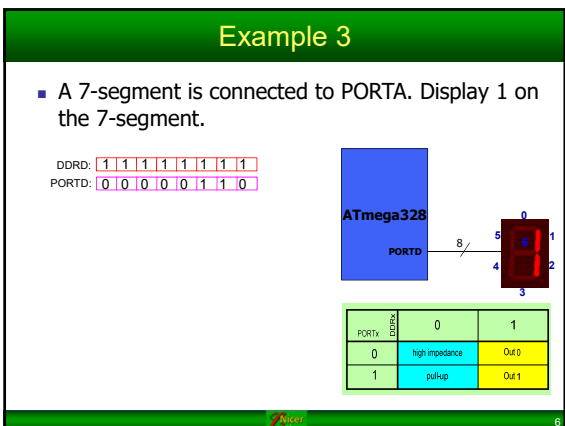 Example 3
A 7-segment is connected to PORTA. Display 1 on
the 7-segment.
DDRD: 1 1 1 1 1 1 1 1
PORTD: 0 0 0 0 0 1 1 0
ATmega328
PORTD
8
0
5
6
1
4
2
3
PORTx DDRx 0 1
0 high impedance Out 0
1 pull-up Out 1
Nicer
6